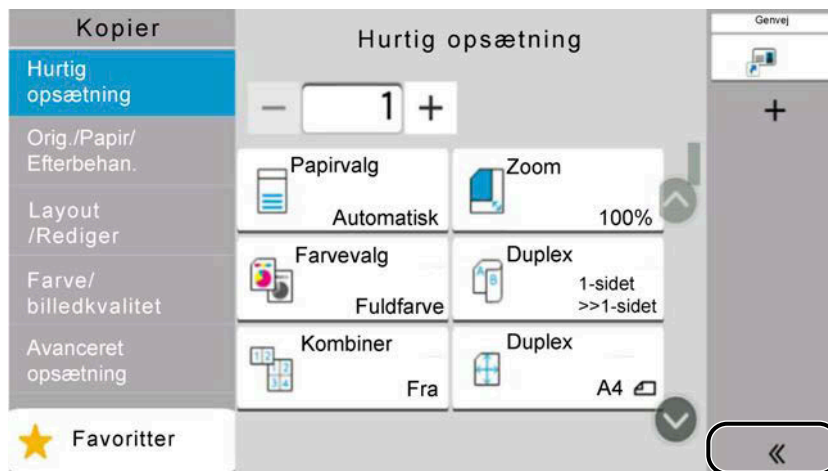 Kopier
Hurtig
opsætning
Orig./Papir/
Efterbehan.
Layout
/Rediger
Farve/
billedkvalitet
Avanceret
opsætning
Favoritter
Hurtig opsætning
− 1 +
Papirvalg
Automatisk
Zoom
100%
Farvevalg
Fuldfarve
Duplex
1-sidet
>>1-sidet
Kombiner
Fra
Duplex
A4
Genvej
+
«